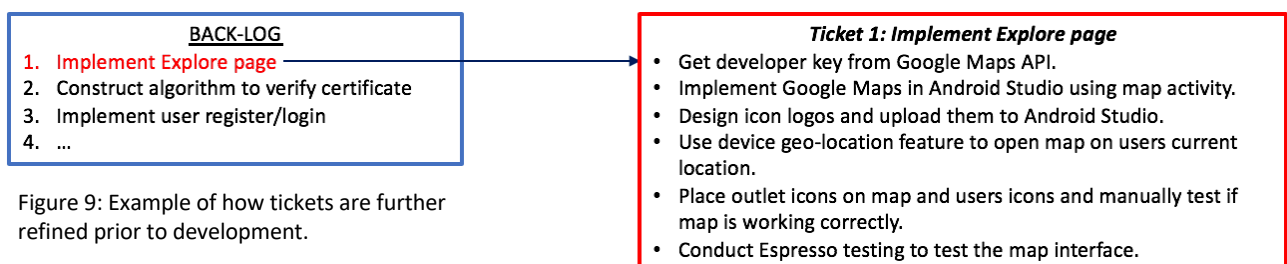 BACK-LOG
1. Implement Explore page
2. Construct algorithm to verify certificate
3. Implement user register/login
4. ...
Figure 9: Example of how tickets are further
refined prior to development.
Ticket 1: Implement Explore page
• Get developer key from Google Maps API.
• Implement Google Maps in Android Studio using map activity.
• Design icon logos and upload them to Android Studio.
• Use device geo-location feature to open map on users current
location.
• Place outlet icons on map and users icons and manually test if
map is working correctly.
• Conduct Espresso testing to test the map interface.